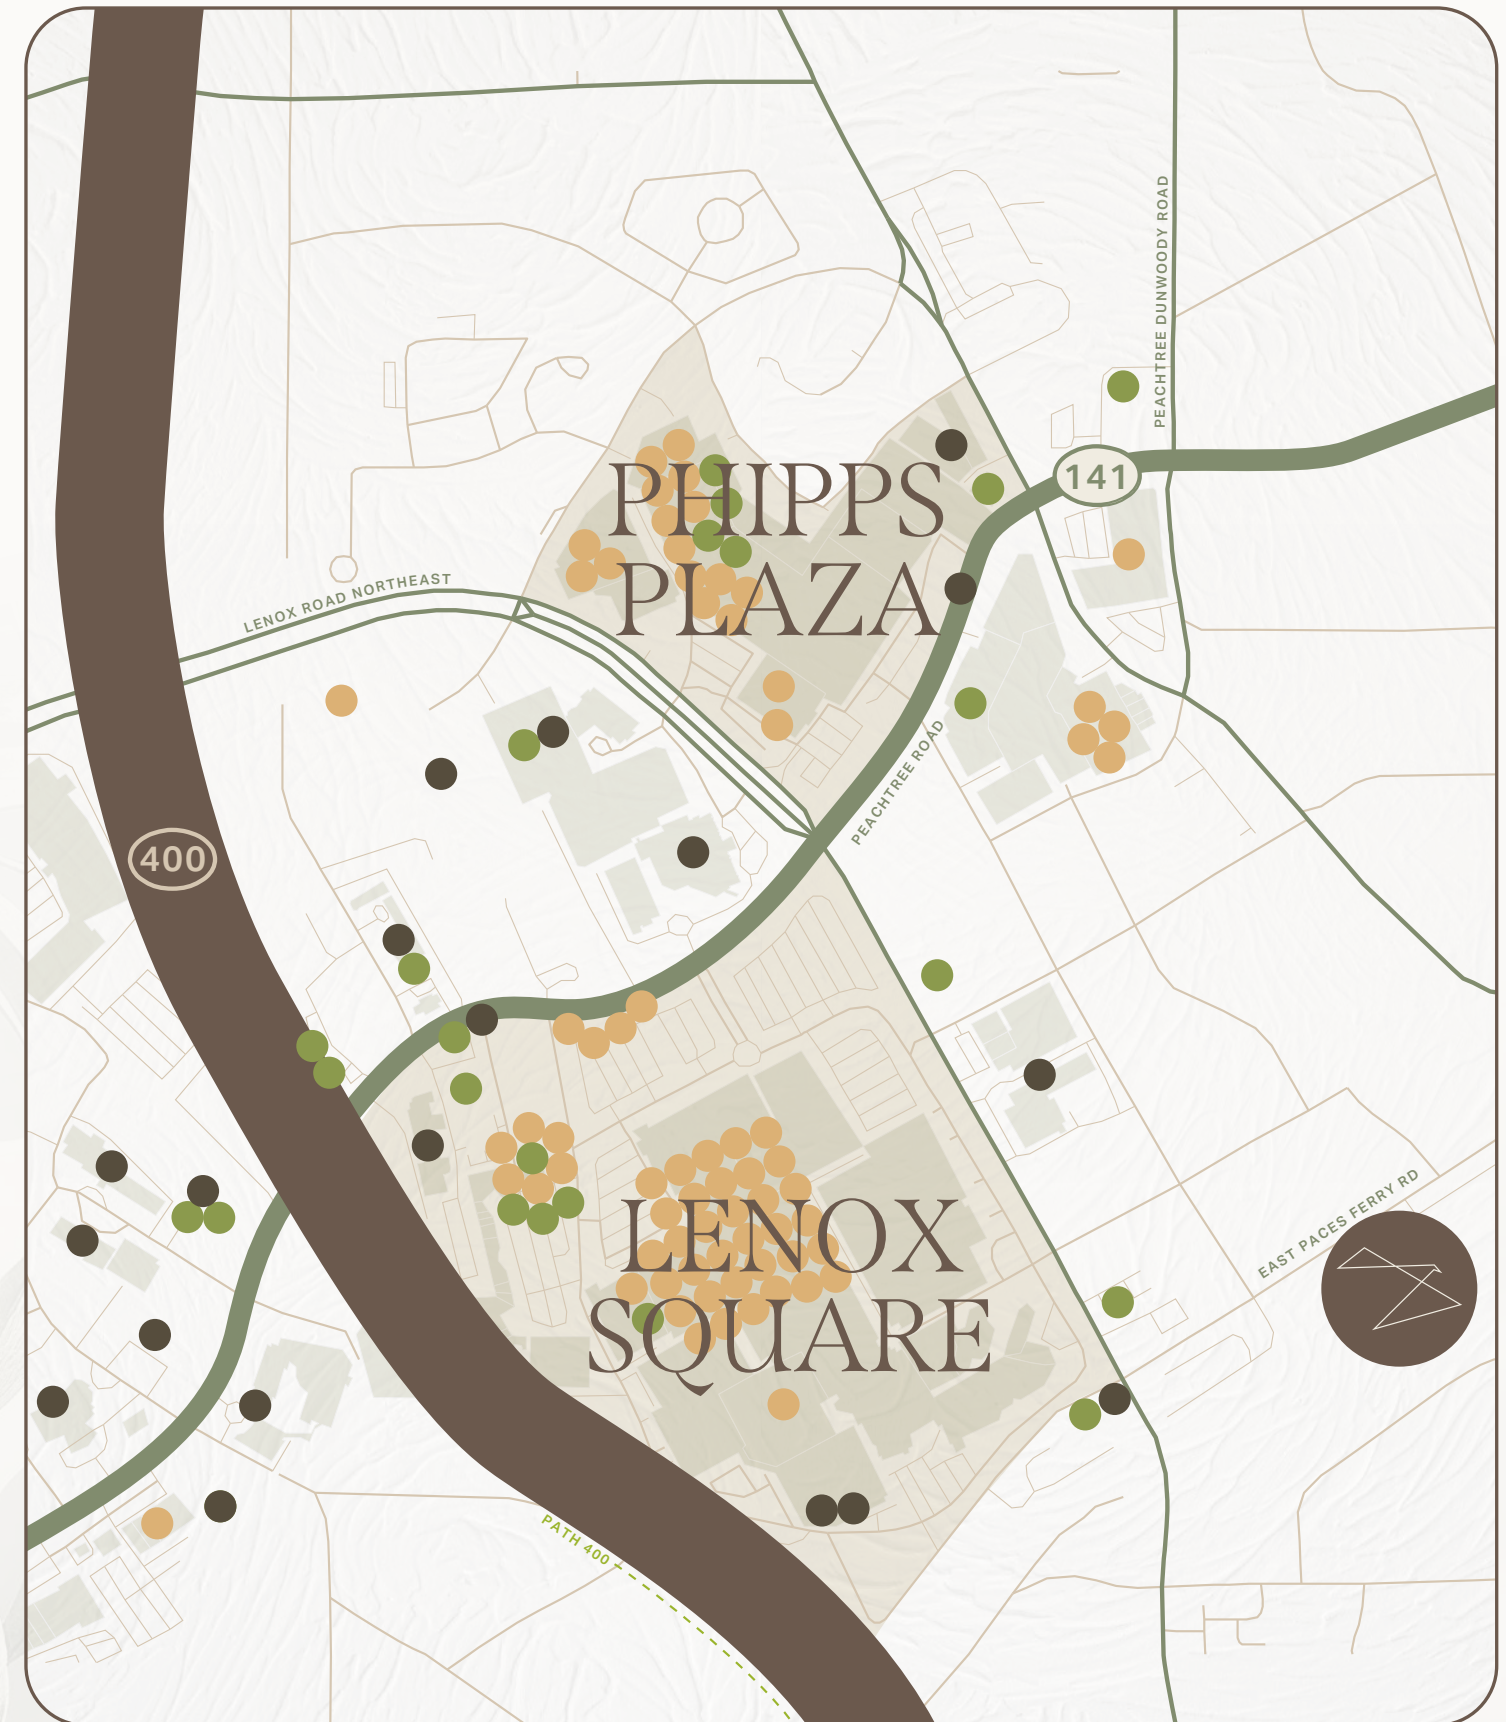 PEACHTREE DUNWOODY ROAD
141
PHIPPS
PLAZA
LENOX ROAD NORTHEAST
PEACHTREE ROAD
400
EAST PACES FERRY RD
LENOX
SQUARE
PATH 400